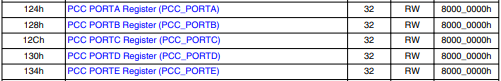 124h PCC PORTA Register (PCC_PORTA) 32 RW 8000_0000h
128h PCC PORTB Register (PCC_PORTB) 32 RW 8000_0000h
12Ch PCC PORTC Register (PCC_PORTC) 32 RW 8000_0000h
130h PCC PORTD Register (PCC_PORTD) 32 RW 8000_0000h
134h PCC PORTE Register (PCC_PORTE) 32 RW 8000_0000h